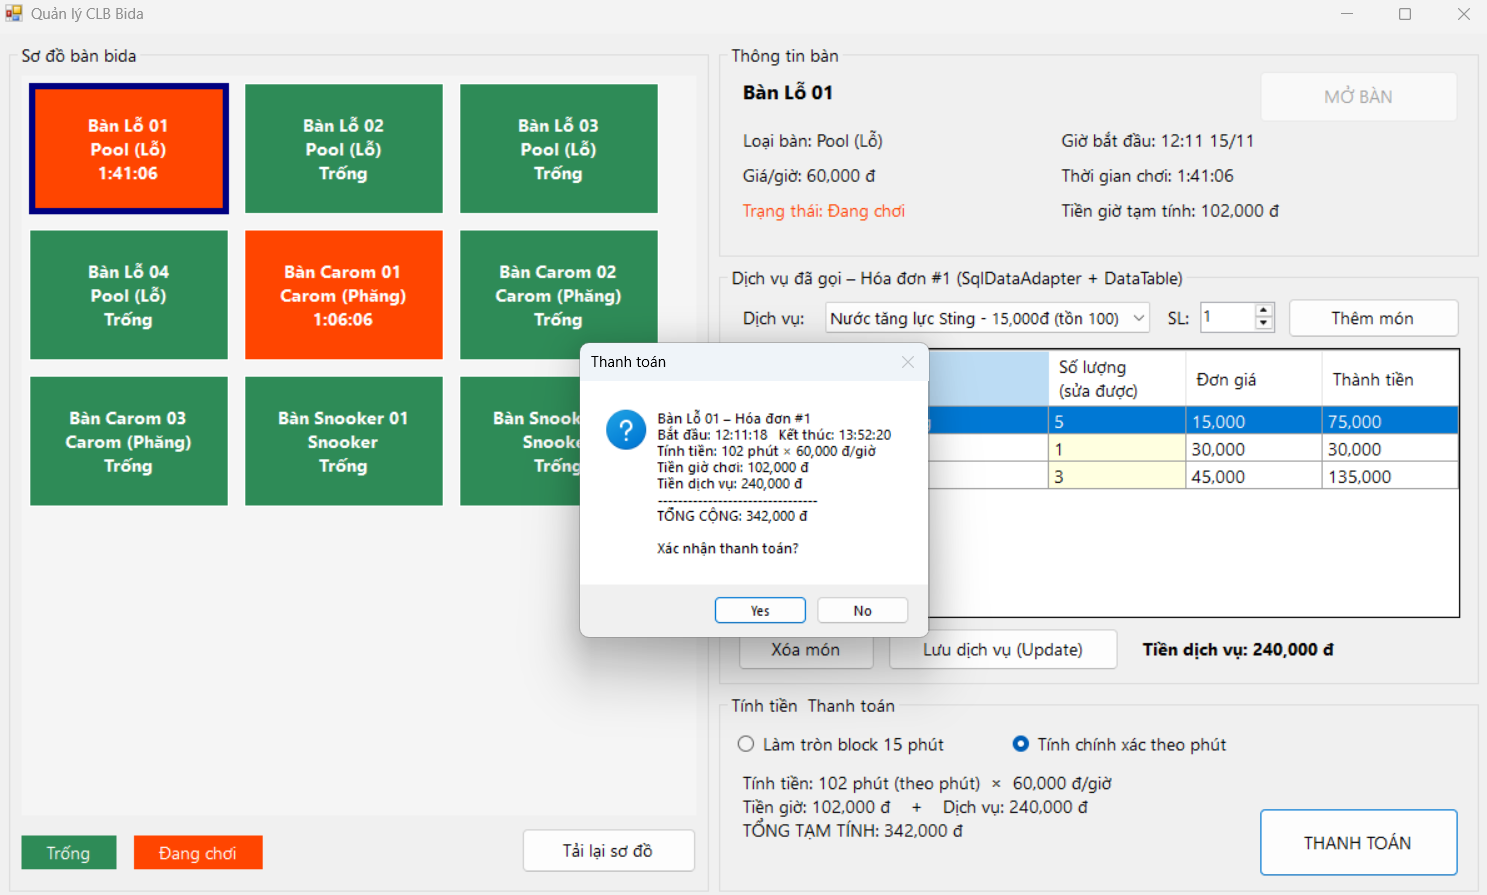 Quản lý CLB Bida
Sơ đồ bàn bida
Bàn Lỗ 01
Pool (Lỗ)
1:41:06
Bàn Lỗ 02
Pool (Lỗ)
Trống
Bàn Lỗ 03
Pool (Lỗ)
Trống
Bàn Lỗ 04
Pool (Lỗ)
Trống
Bàn Carom 01
Carom (Phăng)
1:06:06
Bàn Carom 02
Carom (Phăng)
Trống
Bàn Carom 03
Carom (Phăng)
Trống
Bàn Snooker 01
Snooker
Trống
Bàn
Trống
Đang chơi
Tải lại sơ đồ
Thông tin bàn
Bàn Lỗ 01
MỞ BÀN
Loại bàn: Pool (Lỗ)
Giờ bắt đầu: 12:11 15/11
Giá/giờ: 60,000 đ
Thời gian chơi: 1:41:06
Trạng thái: Đang chơi
Tiền giờ tạm tính: 102,000 đ
Dịch vụ đã gọi – Hóa đơn #1 (SqlDataAdapter + DataTable)
Dịch vụ: Nước tăng lực Sting - 15,000đ (tồn 100) SL: 1 Thêm món
Số lượng
(sửa được)
Đơn giá
Thành tiền
5 15,000 75,000
1 30,000 30,000
3 45,000 135,000
Xóa món
Lưu dịch vụ (Update)
Tiền dịch vụ: 240,000 đ
Thanh toán
Bàn Lỗ 01 – Hóa đơn #1
Bắt đầu: 12:11:18 Kết thúc: 13:52:20
Tính tiền: 102 phút × 60,000 đ/giờ
Tiền giờ chơi: 102,000 đ
Tiền dịch vụ: 240,000 đ
--------------------------------
TỔNG CỘNG: 342,000 đ
Xác nhận thanh toán?
Yes
No
Tính tiền Thanh toán
Làm tròn block 15 phút
Tính chính xác theo phút
Tính tiền: 102 phút (theo phút) × 60,000 đ/giờ
Tiền giờ: 102,000 đ + Dịch vụ: 240,000 đ
TỔNG TẠM TÍNH: 342,000 đ
THANH TOÁN